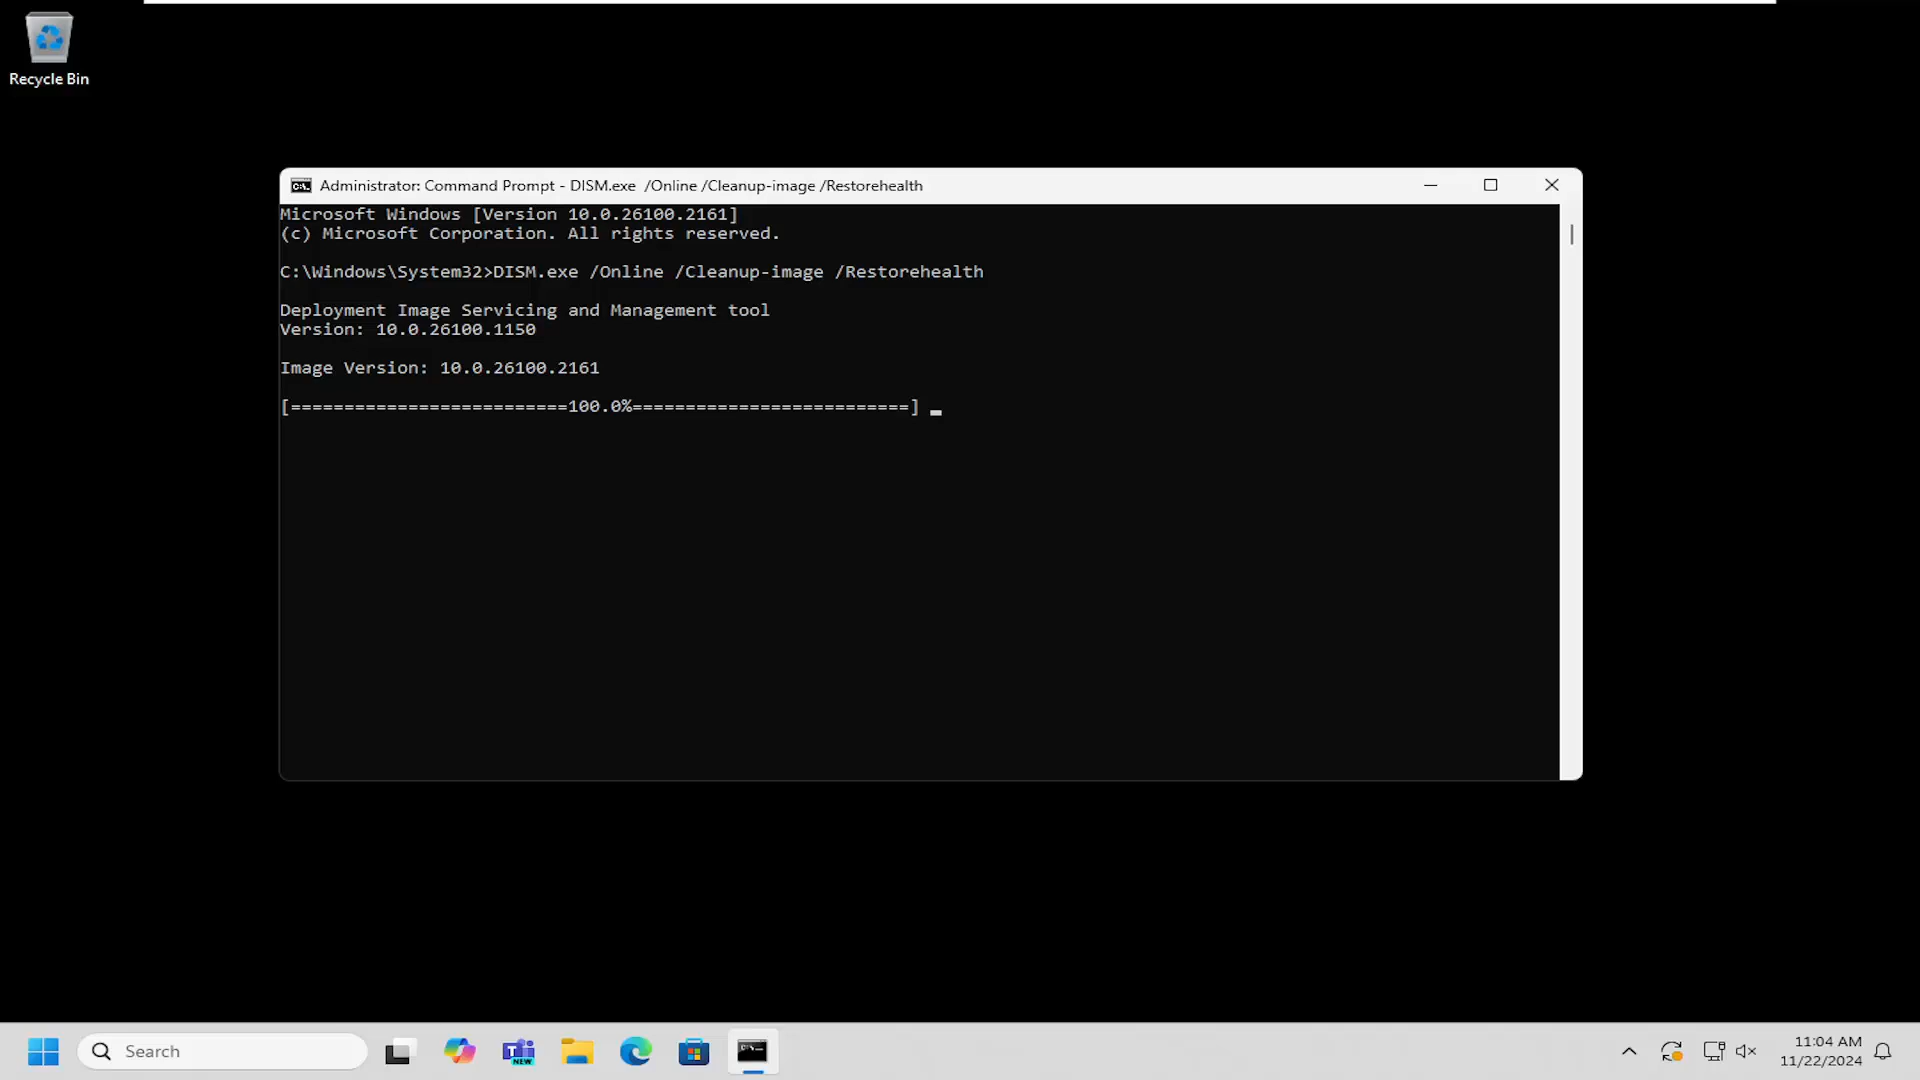 Recycle Bin
Administrator: Command Prompt - DISM.exe  /Online /Cleanup-image /Restorehealth
Microsoft Windows [Version 10.0.26100.2161]
(c) Microsoft Corporation. All rights reserved.
C:\Windows\System32>DISM.exe /Online /Cleanup-image /Restorehealth
Deployment Image Servicing and Management tool
Version: 10.0.26100.1150
Image Version: 10.0.26100.2161
[==========================100.0%==========================]
Search
NEW
11:04 AM
11/22/2024